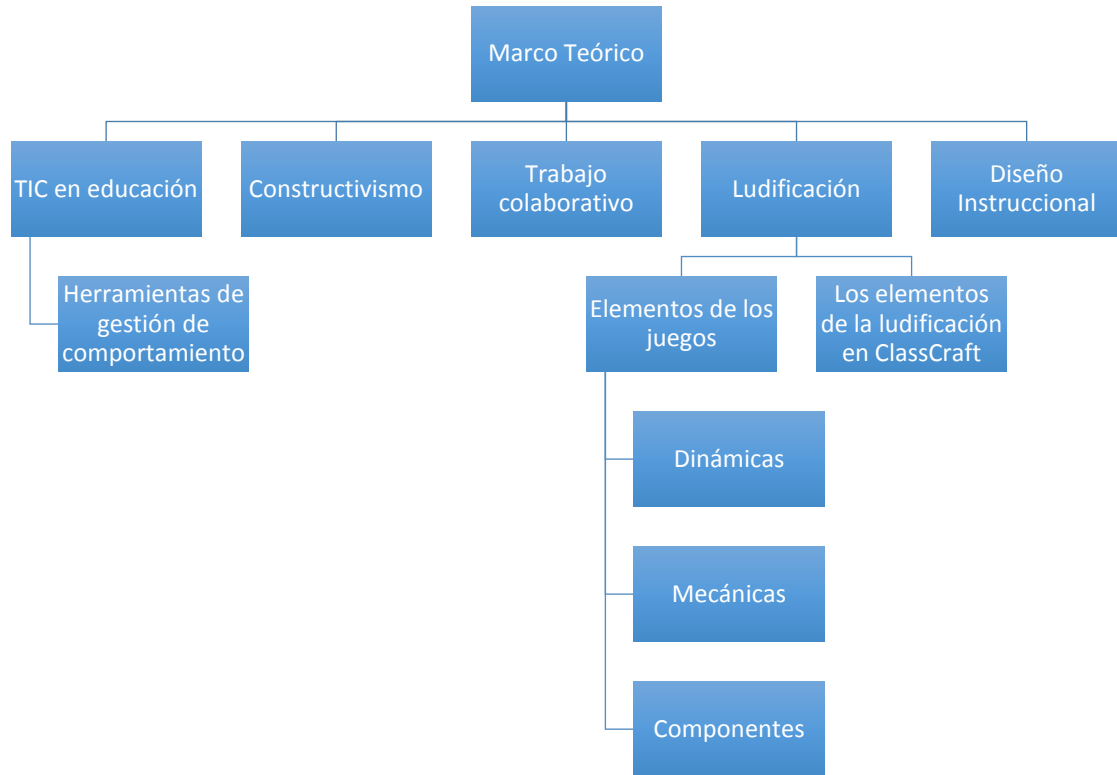 Marco Teórico
TIC en educación
Constructivismo
Trabajo
colaborativo
Ludificación
Diseño
Instruccional
Herramientas de
gestión de
comportamiento
Elementos de los
juegos
Los elementos
de la ludificación
en ClassCraft
Dinámicas
Mecánicas
Componentes